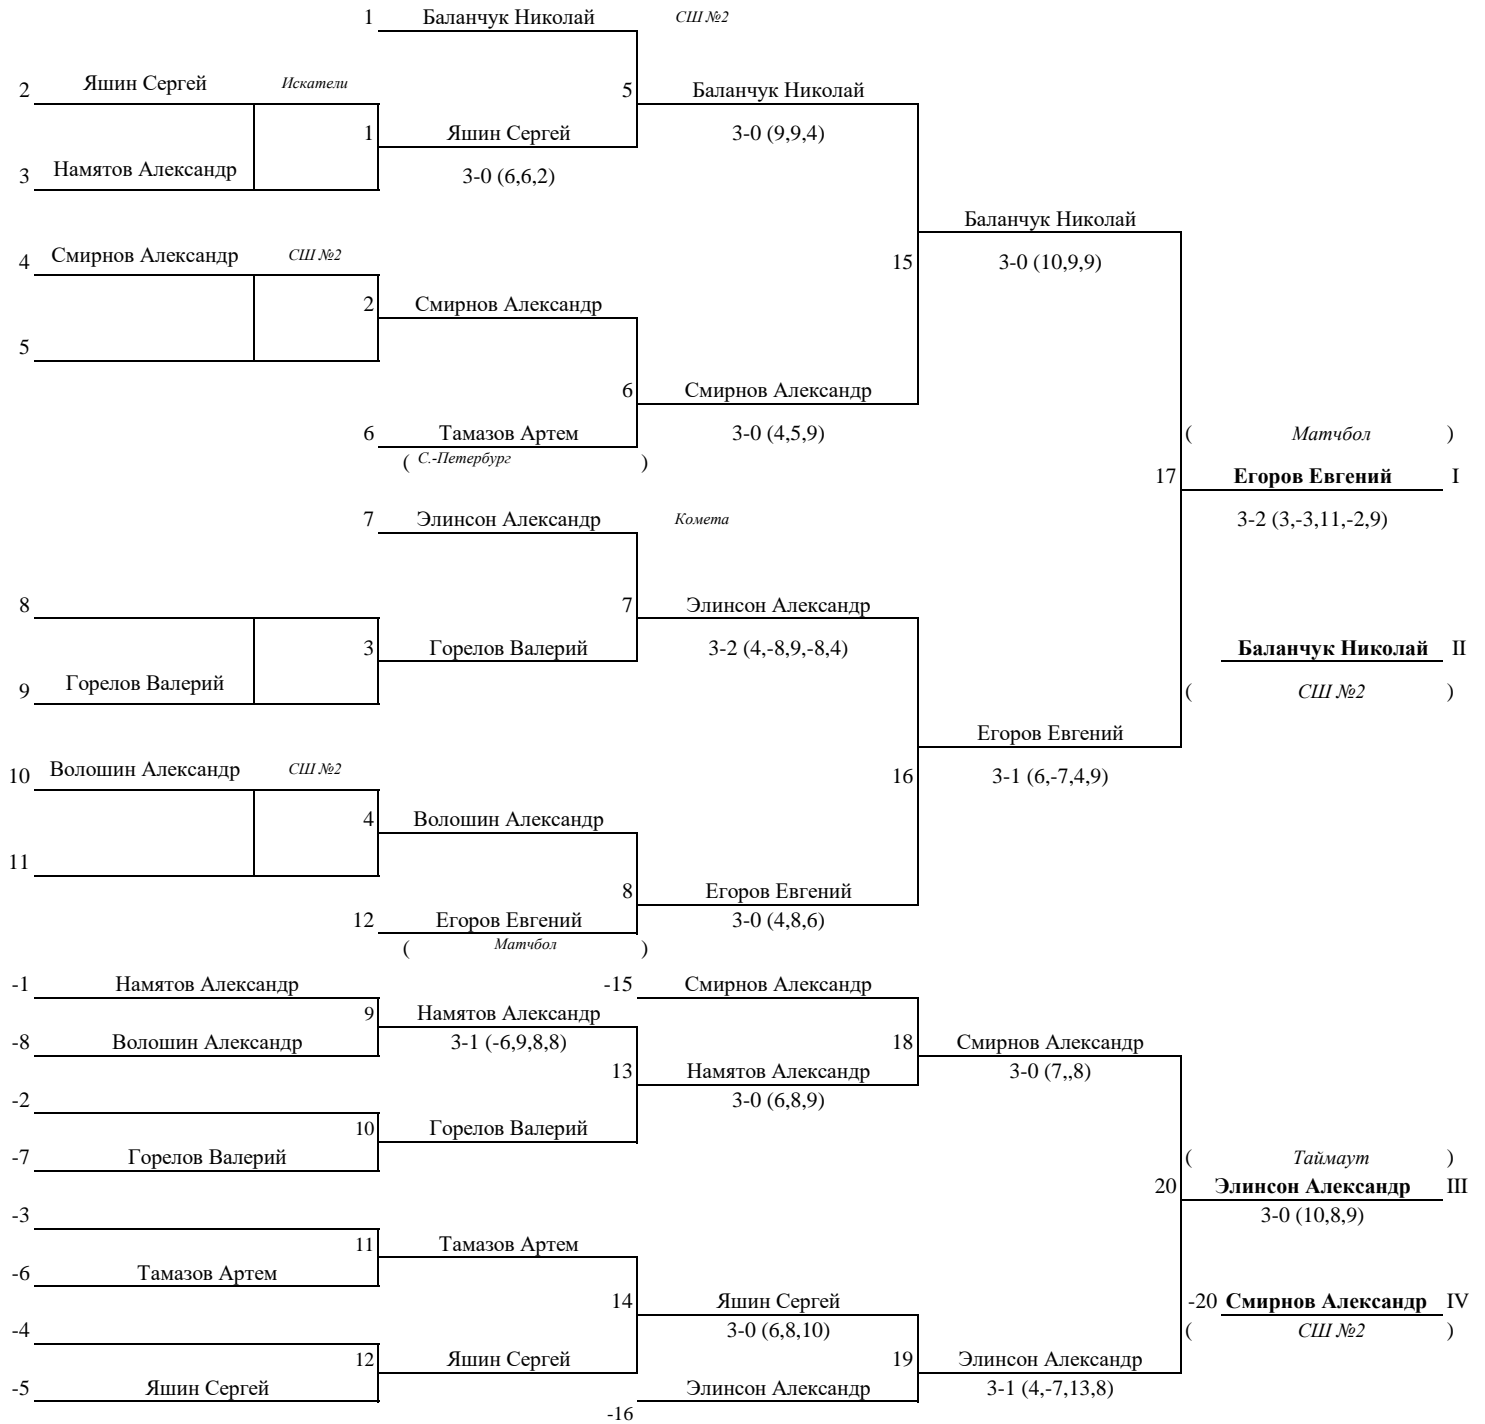 1 Баланчук Николай СШ №2
2 Яшин Сергей Искатели 5 Баланчук Николай
1 Яшин Сергей 3-0 (9,9,4)
3 Намятов Александр 3-0 (6,6,2)
Баланчук Николай
4 Смирнов Александр СШ №2 15 3-0 (10,9,9)
2 Смирнов Александр
5
6 Смирнов Александр
6 Тамазов Артем 3-0 (4,5,9) ( Матчбол )
( С.-Петербург )
17 Егоров Евгений I
7 Элинсон Александр Комета 3-2 (3,-3,11,-2,9)
8 7 Элинсон Александр
3 Горелов Валерий 3-2 (4,-8,9,-8,4) Баланчук Николай II
9 Горелов Валерий ( СШ №2 )
Егоров Евгений
10 Волошин Александр СШ №2 16 3-1 (6,-7,4,9)
4 Волошин Александр
11
8 Егоров Евгений
12 Егоров Евгений 3-0 (4,8,6)
( Матчбол )
-1 Намятов Александр -15 Смирнов Александр
9 Намятов Александр
-8 Волошин Александр 3-1 (-6,9,8,8) 18 Смирнов Александр
13 Намятов Александр 3-0 (7,,8)
-2 3-0 (6,8,9)
10 Горелов Валерий
-7 Горелов Валерий ( Таймаут )
20 Элинсон Александр III
-3 3-0 (10,8,9)
11 Тамазов Артем
-6 Тамазов Артем
14 Яшин Сергей -20 Смирнов Александр IV
-4 3-0 (6,8,10) ( СШ №2 )
12 Яшин Сергей 19 Элинсон Александр
-5 Яшин Сергей Элинсон Александр 3-1 (4,-7,13,8)
-16